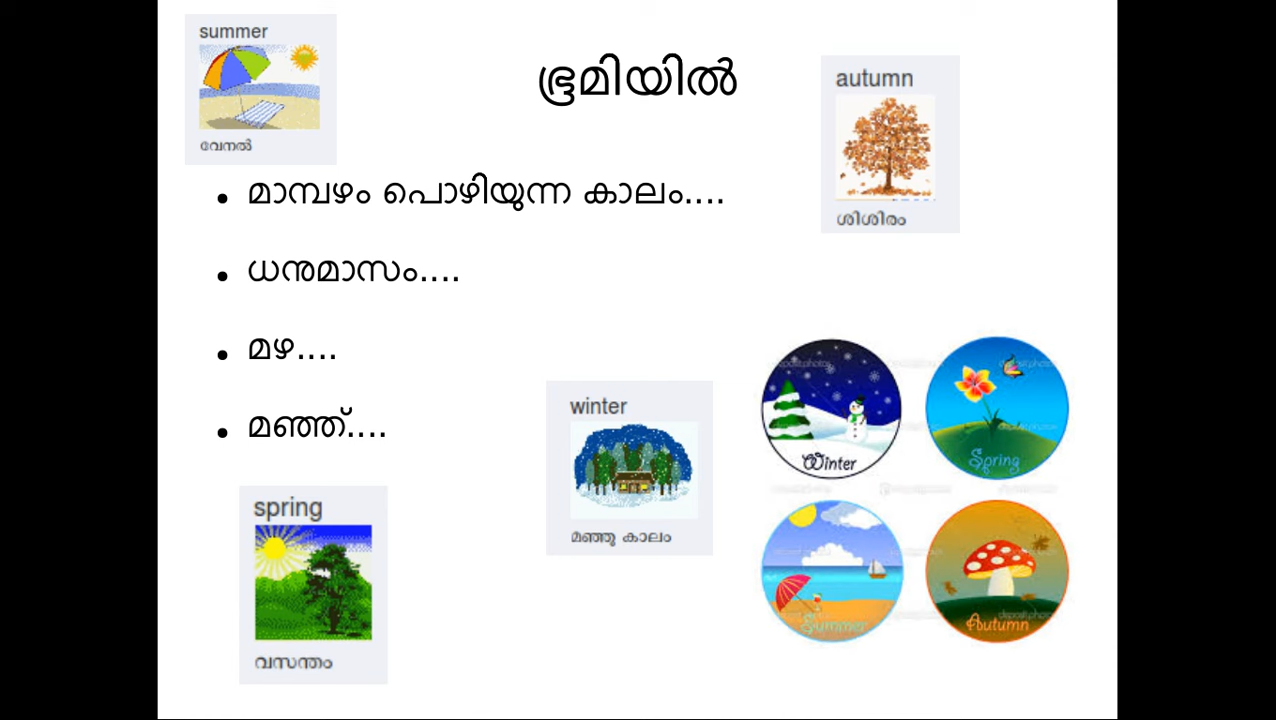 summer
വേനൽ
ഭൂമിയിൽ
autumn
ശിശിരം
• മാമ്പഴം പൊഴിയുന്ന കാലം....
• ധനുമാസം....
• മഴ....
• മഞ്ഞ്....
winter
മഞ്ഞു കാലം
spring
വസന്തം
Winter
Spring
Summer
Autumn